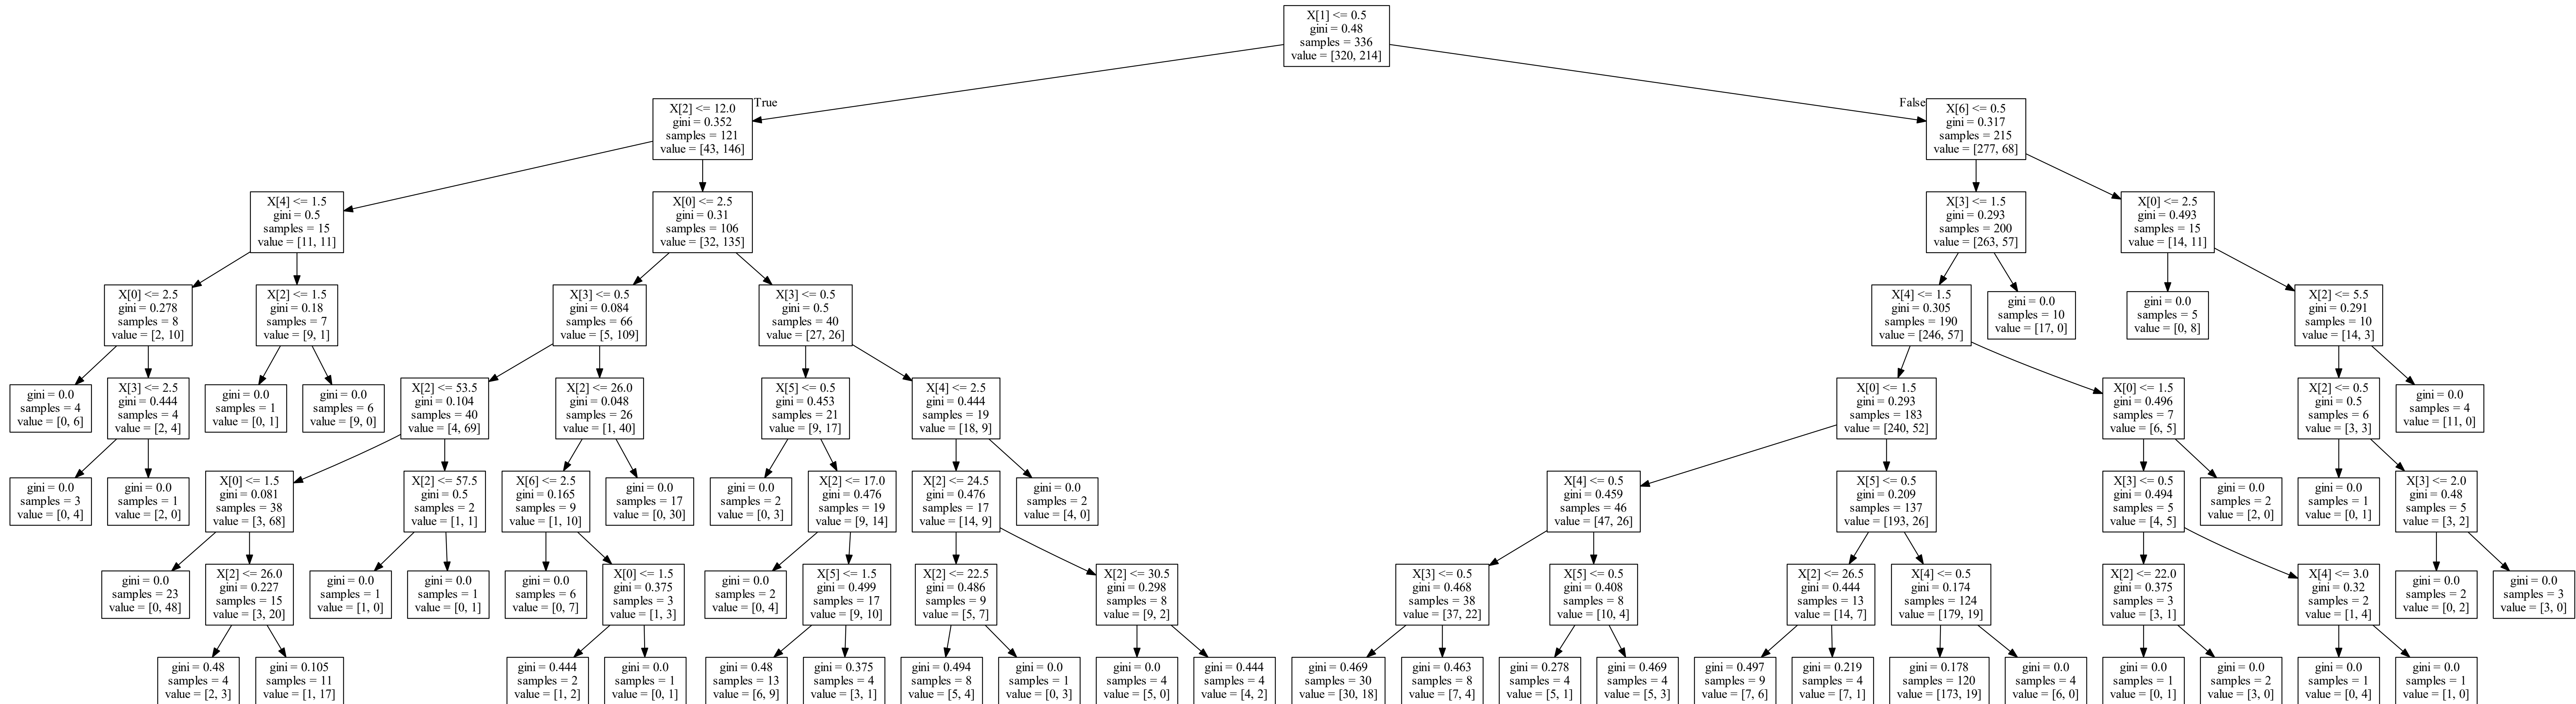 X[1] <= 0.5
gini = 0.48
samples = 336
value = [320, 214]
True
False
X[2] <= 12.0
gini = 0.352
samples = 121
value = [43, 146]
X[6] <= 0.5
gini = 0.317
samples = 215
value = [277, 68]
X[4] <= 1.5
gini = 0.5
samples = 15
value = [11, 11]
X[0] <= 2.5
gini = 0.31
samples = 106
value = [32, 135]
X[3] <= 1.5
gini = 0.293
samples = 200
value = [263, 57]
X[0] <= 2.5
gini = 0.493
samples = 15
value = [14, 11]
X[0] <= 2.5
gini = 0.278
samples = 8
value = [2, 10]
X[2] <= 1.5
gini = 0.18
samples = 7
value = [9, 1]
X[3] <= 0.5
gini = 0.084
samples = 66
value = [5, 109]
X[3] <= 0.5
gini = 0.5
samples = 40
value = [27, 26]
X[4] <= 1.5
gini = 0.305
samples = 190
value = [246, 57]
gini = 0.0
samples = 10
value = [17, 0]
gini = 0.0
samples = 5
value = [0, 8]
X[2] <= 5.5
gini = 0.291
samples = 10
value = [14, 3]
gini = 0.0
samples = 4
value = [0, 6]
X[3] <= 2.5
gini = 0.444
samples = 4
value = [2, 4]
gini = 0.0
samples = 1
value = [0, 1]
gini = 0.0
samples = 6
value = [9, 0]
X[2] <= 53.5
gini = 0.104
samples = 40
value = [4, 69]
X[2] <= 26.0
gini = 0.048
samples = 26
value = [1, 40]
X[5] <= 0.5
gini = 0.453
samples = 21
value = [9, 17]
X[4] <= 2.5
gini = 0.444
samples = 19
value = [18, 9]
X[0] <= 1.5
gini = 0.293
samples = 183
value = [240, 52]
X[0] <= 1.5
gini = 0.496
samples = 7
value = [6, 5]
X[2] <= 0.5
gini = 0.5
samples = 6
value = [3, 3]
gini = 0.0
samples = 4
value = [11, 0]
gini = 0.0
samples = 3
value = [0, 4]
gini = 0.0
samples = 1
value = [2, 0]
X[0] <= 1.5
gini = 0.081
samples = 38
value = [3, 68]
X[2] <= 57.5
gini = 0.5
samples = 2
value = [1, 1]
X[6] <= 2.5
gini = 0.165
samples = 9
value = [1, 10]
gini = 0.0
samples = 17
value = [0, 30]
gini = 0.0
samples = 2
value = [0, 3]
X[2] <= 17.0
gini = 0.476
samples = 19
value = [9, 14]
X[2] <= 24.5
gini = 0.476
samples = 17
value = [14, 9]
gini = 0.0
samples = 2
value = [4, 0]
X[4] <= 0.5
gini = 0.459
samples = 46
value = [47, 26]
X[5] <= 0.5
gini = 0.209
samples = 137
value = [193, 26]
X[3] <= 0.5
gini = 0.494
samples = 5
value = [4, 5]
gini = 0.0
samples = 2
value = [2, 0]
gini = 0.0
samples = 1
value = [0, 1]
X[3] <= 2.0
gini = 0.48
samples = 5
value = [3, 2]
gini = 0.0
samples = 23
value = [0, 48]
X[2] <= 26.0
gini = 0.227
samples = 15
value = [3, 20]
gini = 0.0
samples = 1
value = [1, 0]
gini = 0.0
samples = 1
value = [0, 1]
gini = 0.0
samples = 6
value = [0, 7]
X[0] <= 1.5
gini = 0.375
samples = 3
value = [1, 3]
gini = 0.0
samples = 2
value = [0, 4]
X[5] <= 1.5
gini = 0.499
samples = 17
value = [9, 10]
X[2] <= 22.5
gini = 0.486
samples = 9
value = [5, 7]
X[2] <= 30.5
gini = 0.298
samples = 8
value = [9, 2]
X[3] <= 0.5
gini = 0.468
samples = 38
value = [37, 22]
X[5] <= 0.5
gini = 0.408
samples = 8
value = [10, 4]
X[2] <= 26.5
gini = 0.444
samples = 13
value = [14, 7]
X[4] <= 0.5
gini = 0.174
samples = 124
value = [179, 19]
X[2] <= 22.0
gini = 0.375
samples = 3
value = [3, 1]
X[4] <= 3.0
gini = 0.32
samples = 2
value = [1, 4]
gini = 0.0
samples = 2
value = [0, 2]
gini = 0.0
samples = 3
value = [3, 0]
gini = 0.48
samples = 4
value = [2, 3]
gini = 0.105
samples = 11
value = [1, 17]
gini = 0.444
samples = 2
value = [1, 2]
gini = 0.0
samples = 1
value = [0, 1]
gini = 0.48
samples = 13
value = [6, 9]
gini = 0.375
samples = 4
value = [3, 1]
gini = 0.494
samples = 8
value = [5, 4]
gini = 0.0
samples = 1
value = [0, 3]
gini = 0.0
samples = 4
value = [5, 0]
gini = 0.444
samples = 4
value = [4, 2]
gini = 0.469
samples = 30
value = [30, 18]
gini = 0.463
samples = 8
value = [7, 4]
gini = 0.278
samples = 4
value = [5, 1]
gini = 0.469
samples = 4
value = [5, 3]
gini = 0.497
samples = 9
value = [7, 6]
gini = 0.219
samples = 4
value = [7, 1]
gini = 0.178
samples = 120
value = [173, 19]
gini = 0.0
samples = 4
value = [6, 0]
gini = 0.0
samples = 1
value = [0, 1]
gini = 0.0
samples = 2
value = [3, 0]
gini = 0.0
samples = 1
value = [0, 4]
gini = 0.0
samples = 1
value = [1, 0]